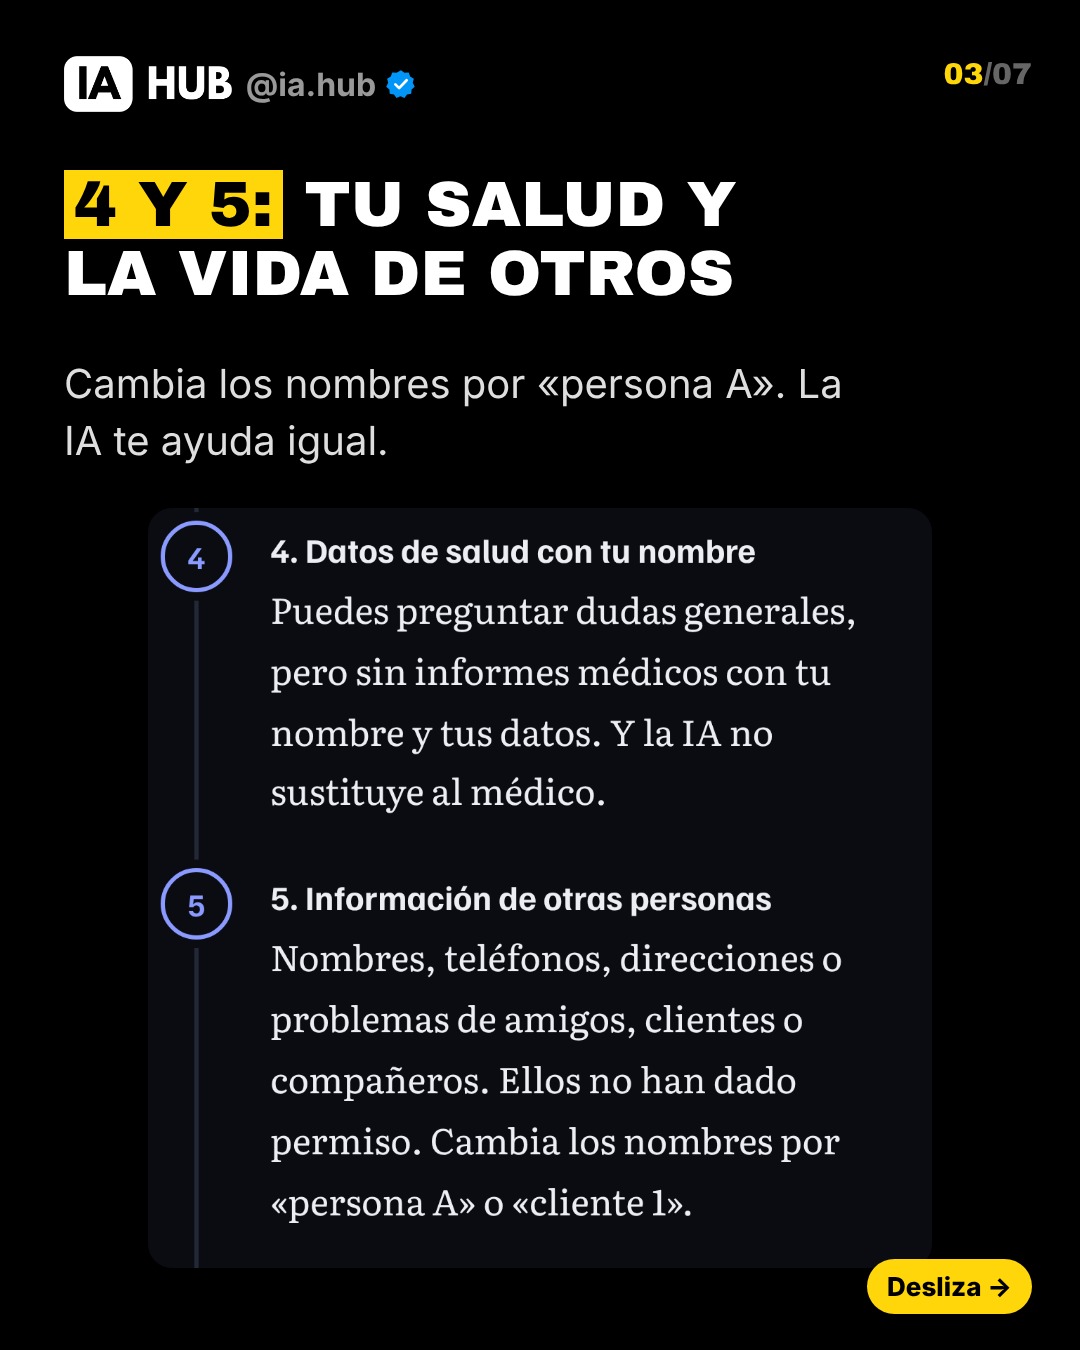 IA HUB @ia.hub
03/07
4 Y 5: TU SALUD Y
LA VIDA DE OTROS
Cambia los nombres por «persona A». La
IA te ayuda igual.
4
4. Datos de salud con tu nombre
Puedes preguntar dudas generales,
pero sin informes médicos con tu
nombre y tus datos. Y la IA no
sustituye al médico.
5
5. Información de otras personas
Nombres, teléfonos, direcciones o
problemas de amigos, clientes o
compañeros. Ellos no han dado
permiso. Cambia los nombres por
«persona A» o «cliente 1».
Desliza →